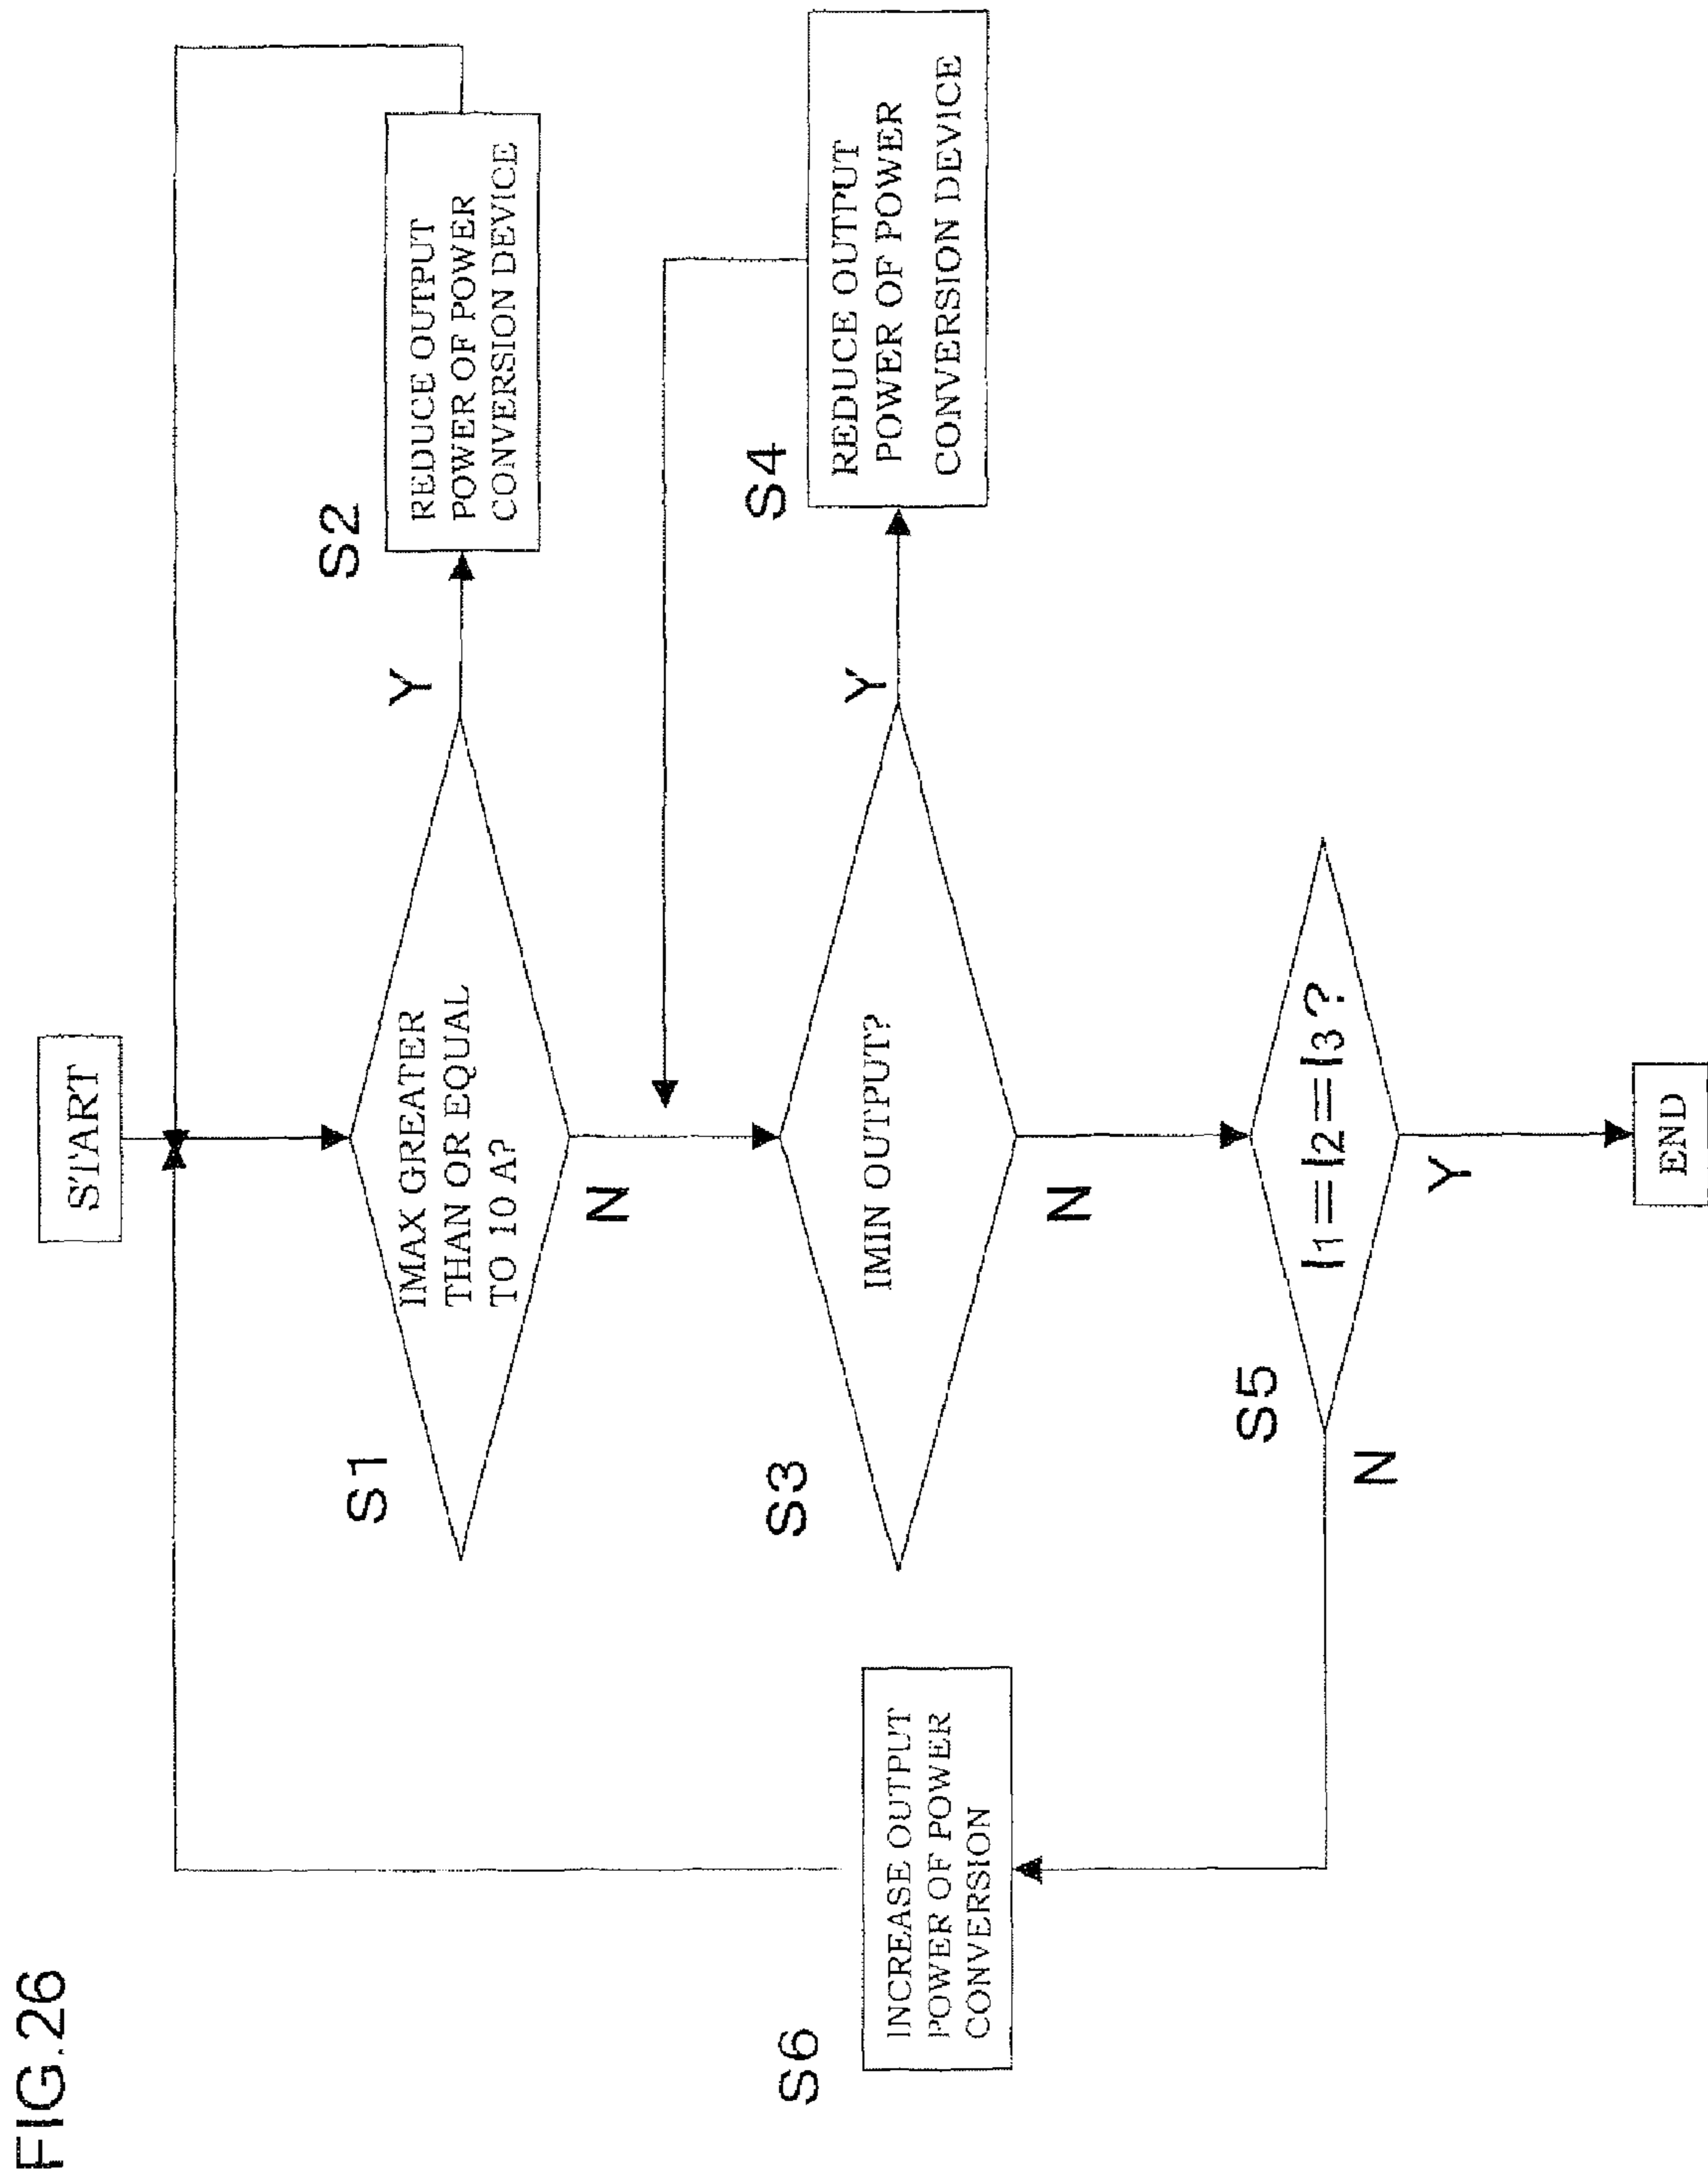 FIG.26
START
S1
IMAX GREATER
THAN OR EQUAL
TO 10 A?
Y
N
S2
REDUCE OUTPUT
POWER OF POWER
CONVERSION DEVICE
S3
IMIN OUTPUT?
Y
N
S4
REDUCE OUTPUT
POWER OF POWER
CONVERSION DEVICE
S5
I1=I2=I3?
N
Y
S6
INCREASE OUTPUT
POWER OF POWER
CONVERSION
END